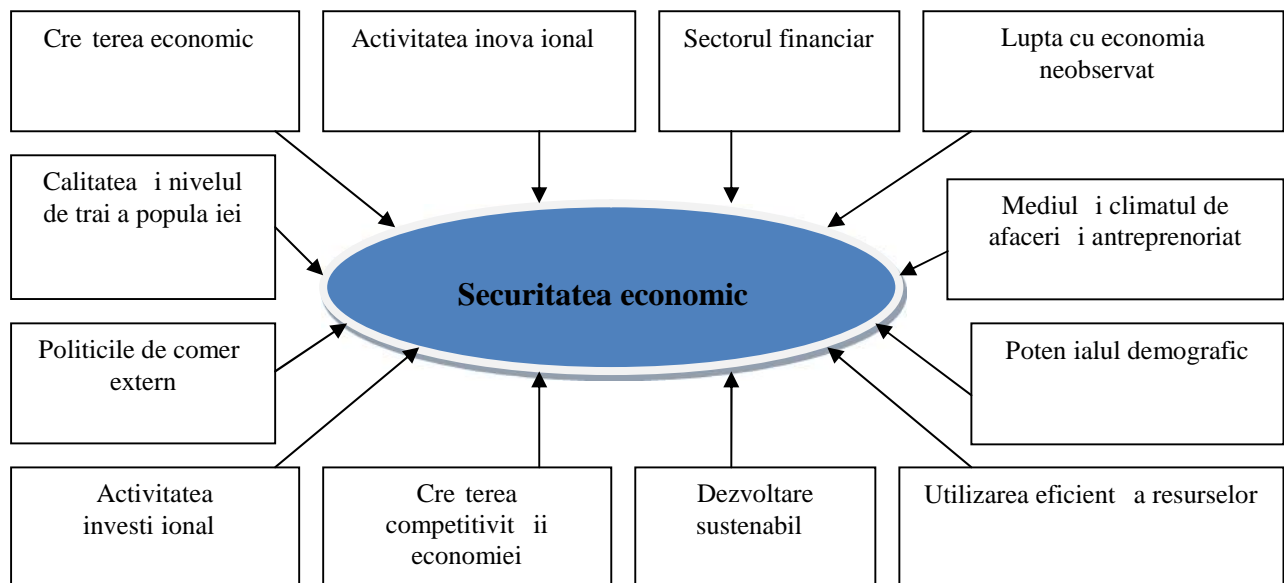 Cre terea economic
Activitatea inova ional
Sectorul financiar
Lupta cu economia
neobservat
Calitatea i nivelul
de trai a popula iei
Mediul i climatul de
afaceri i antreprenoriat
Securitatea economic
Politicile de comer
extern
Poten ialul demografic
Activitatea
investi ional
Cre terea
competitivit ii
economiei
Dezvoltare
sustenabil
Utilizarea eficient a resurselor